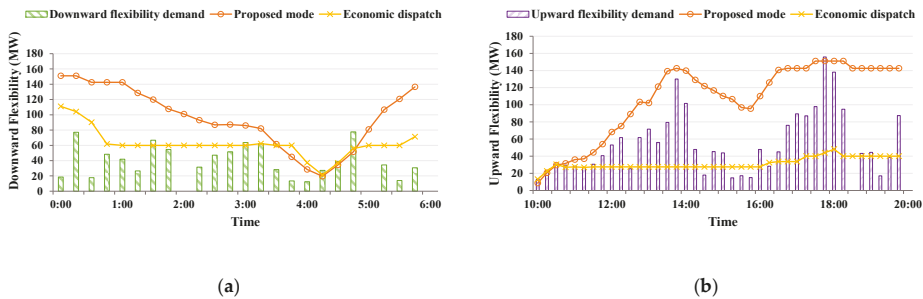 Downward flexibility demand Proposed mode Economic dispatch
Downward Flexibility (MW)
180
160
140
120
100
80
60
40
20
0
0:00 1:00 2:00 3:00 4:00 5:00 6:00
Time
(a)
Upward flexibility demand Proposed mode Economic dispatch
Upward Flexibility (MW)
180
160
140
120
100
80
60
40
20
0
10:00 12:00 14:00 16:00 18:00 20:00
Time
(b)